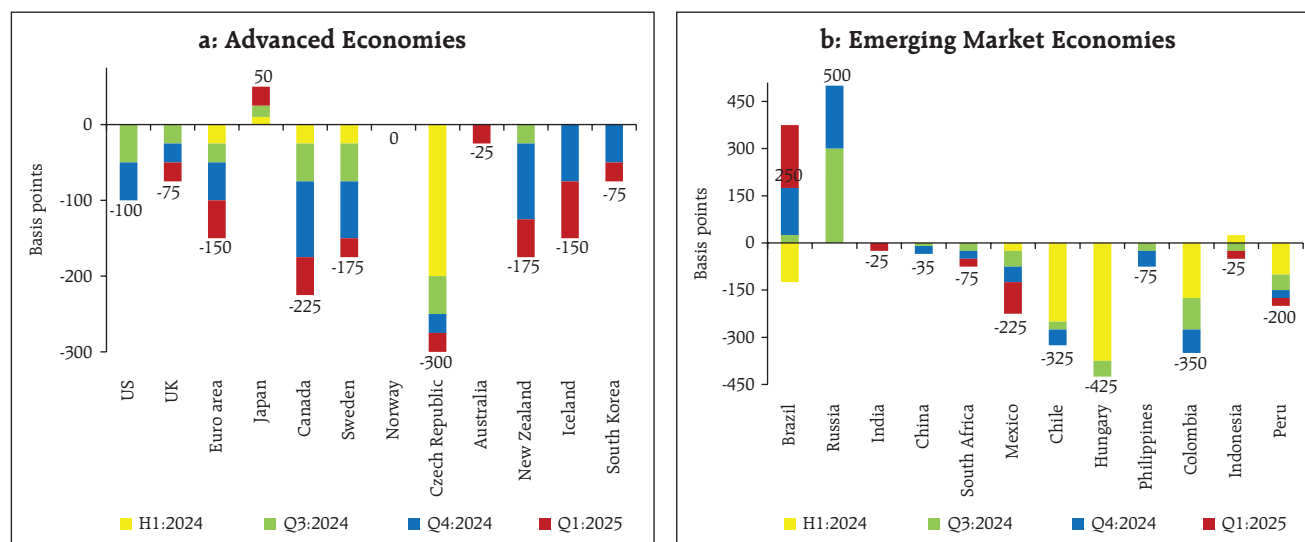 a: Advanced Economies
Basis points
0
-100
-200
-300
-100
-75
-150
50
-225
-175
0
-300
-25
-175
-150
-75
US
UK
Euro area
Japan
Canada
Sweden
Norway
Czech Republic
Australia
New Zealand
Iceland
South Korea
H1:2024 Q3:2024 Q4:2024 Q1:2025
b: Emerging Market Economies
Basis points
450
300
150
0
-150
-300
-450
250
500
-25
-35
-75
-225
-325
-425
-75
-350
-25
-200
Brazil
Russia
India
China
South Africa
Mexico
Chile
Hungary
Philippines
Colombia
Indonesia
Peru
H1:2024 Q3:2024 Q4:2024 Q1:2025